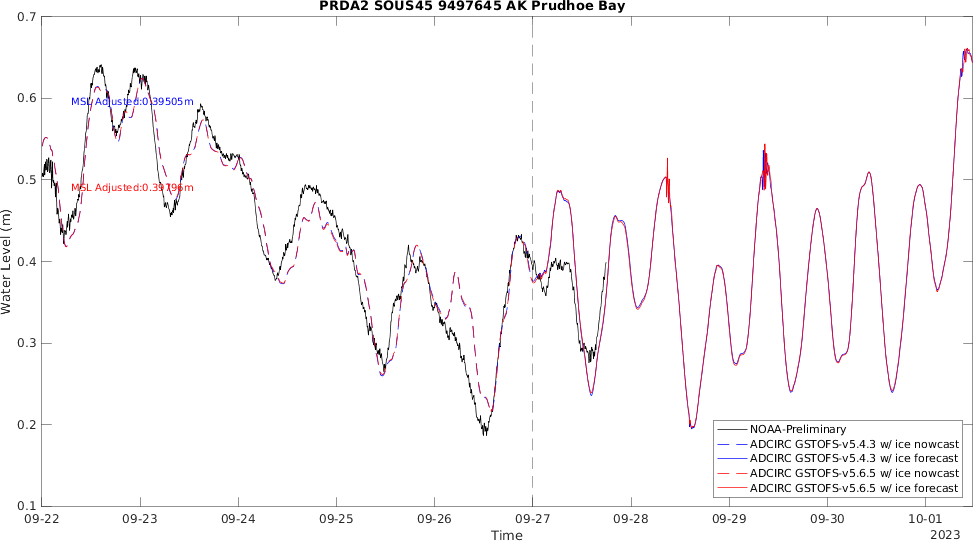 PRDA2 SOUS45 9497645 AK Prudhoe Bay
0.7
0.6
0.5
0.4
0.3
0.2
0.1
Water Level (m)
MSL Adjusted:0.39505m
MSL Adjusted:0.39796m
NOAA-Preliminary
ADCIRC GSTOFS-v5.4.3 w/ ice nowcast
ADCIRC GSTOFS-v5.4.3 w/ ice forecast
ADCIRC GSTOFS-v5.6.5 w/ ice nowcast
ADCIRC GSTOFS-v5.6.5 w/ ice forecast
09-22 09-23 09-24 09-25 09-26 09-27 09-28 09-29 09-30 10-01
Time
2023